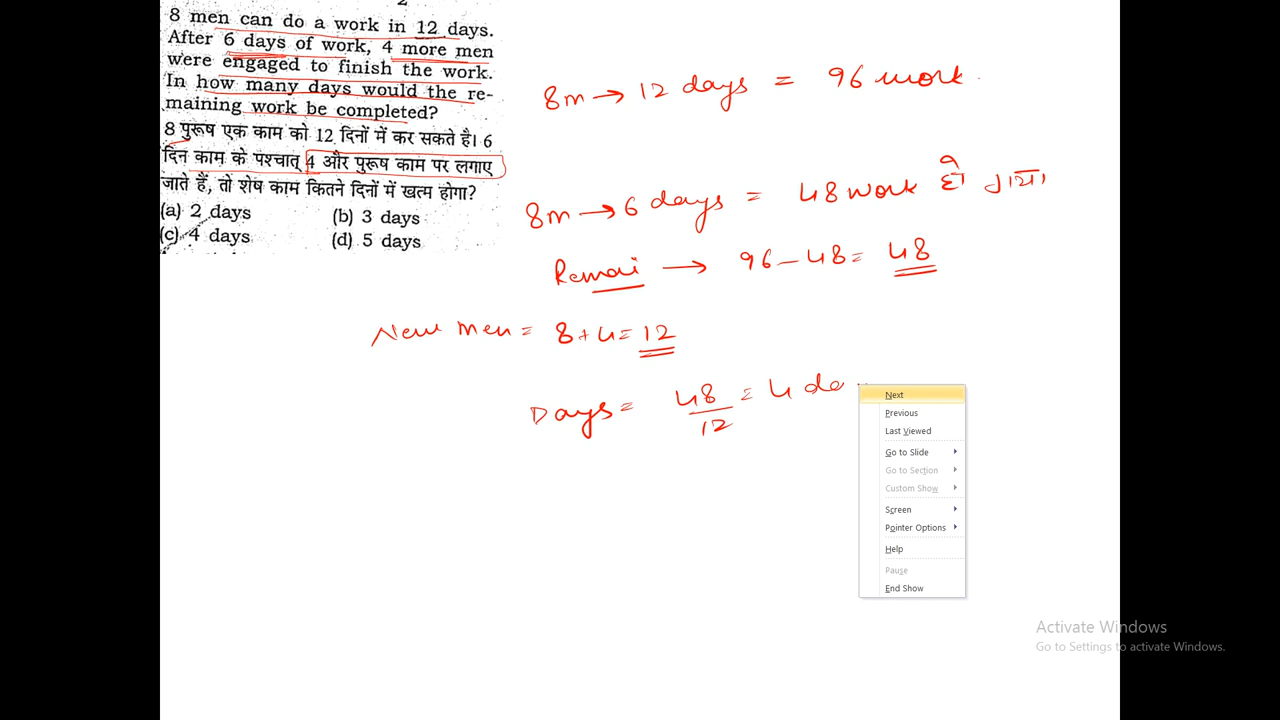 8 men can do a work in 12 days.
After 6 days of work, 4 more men
were engaged to finish the work.
In how many days would the re-
maining work be completed?
8 पुरूष एक काम को 12 दिनों में कर सकते है। 6
दिन काम के पश्चात् 4 और पुरूष काम पर लगाए
जाते हैं, तो शेष काम कितने दिनों में खत्म होगा?
(a) 2 days (b) 3 days
(c) 4 days (d) 5 days
8m → 12 days = 96 work
8m → 6 days = 48 work हो गया
Remai → 96 - 48 = 48
New men = 8+4= 12
Days = 48/12 = 4 da
Next
Previous
Last Viewed
Go to Slide
Go to Section
Custom Show
Screen
Pointer Options
Help
Pause
End Show
Activate Windows
Go to Settings to activate Windows.